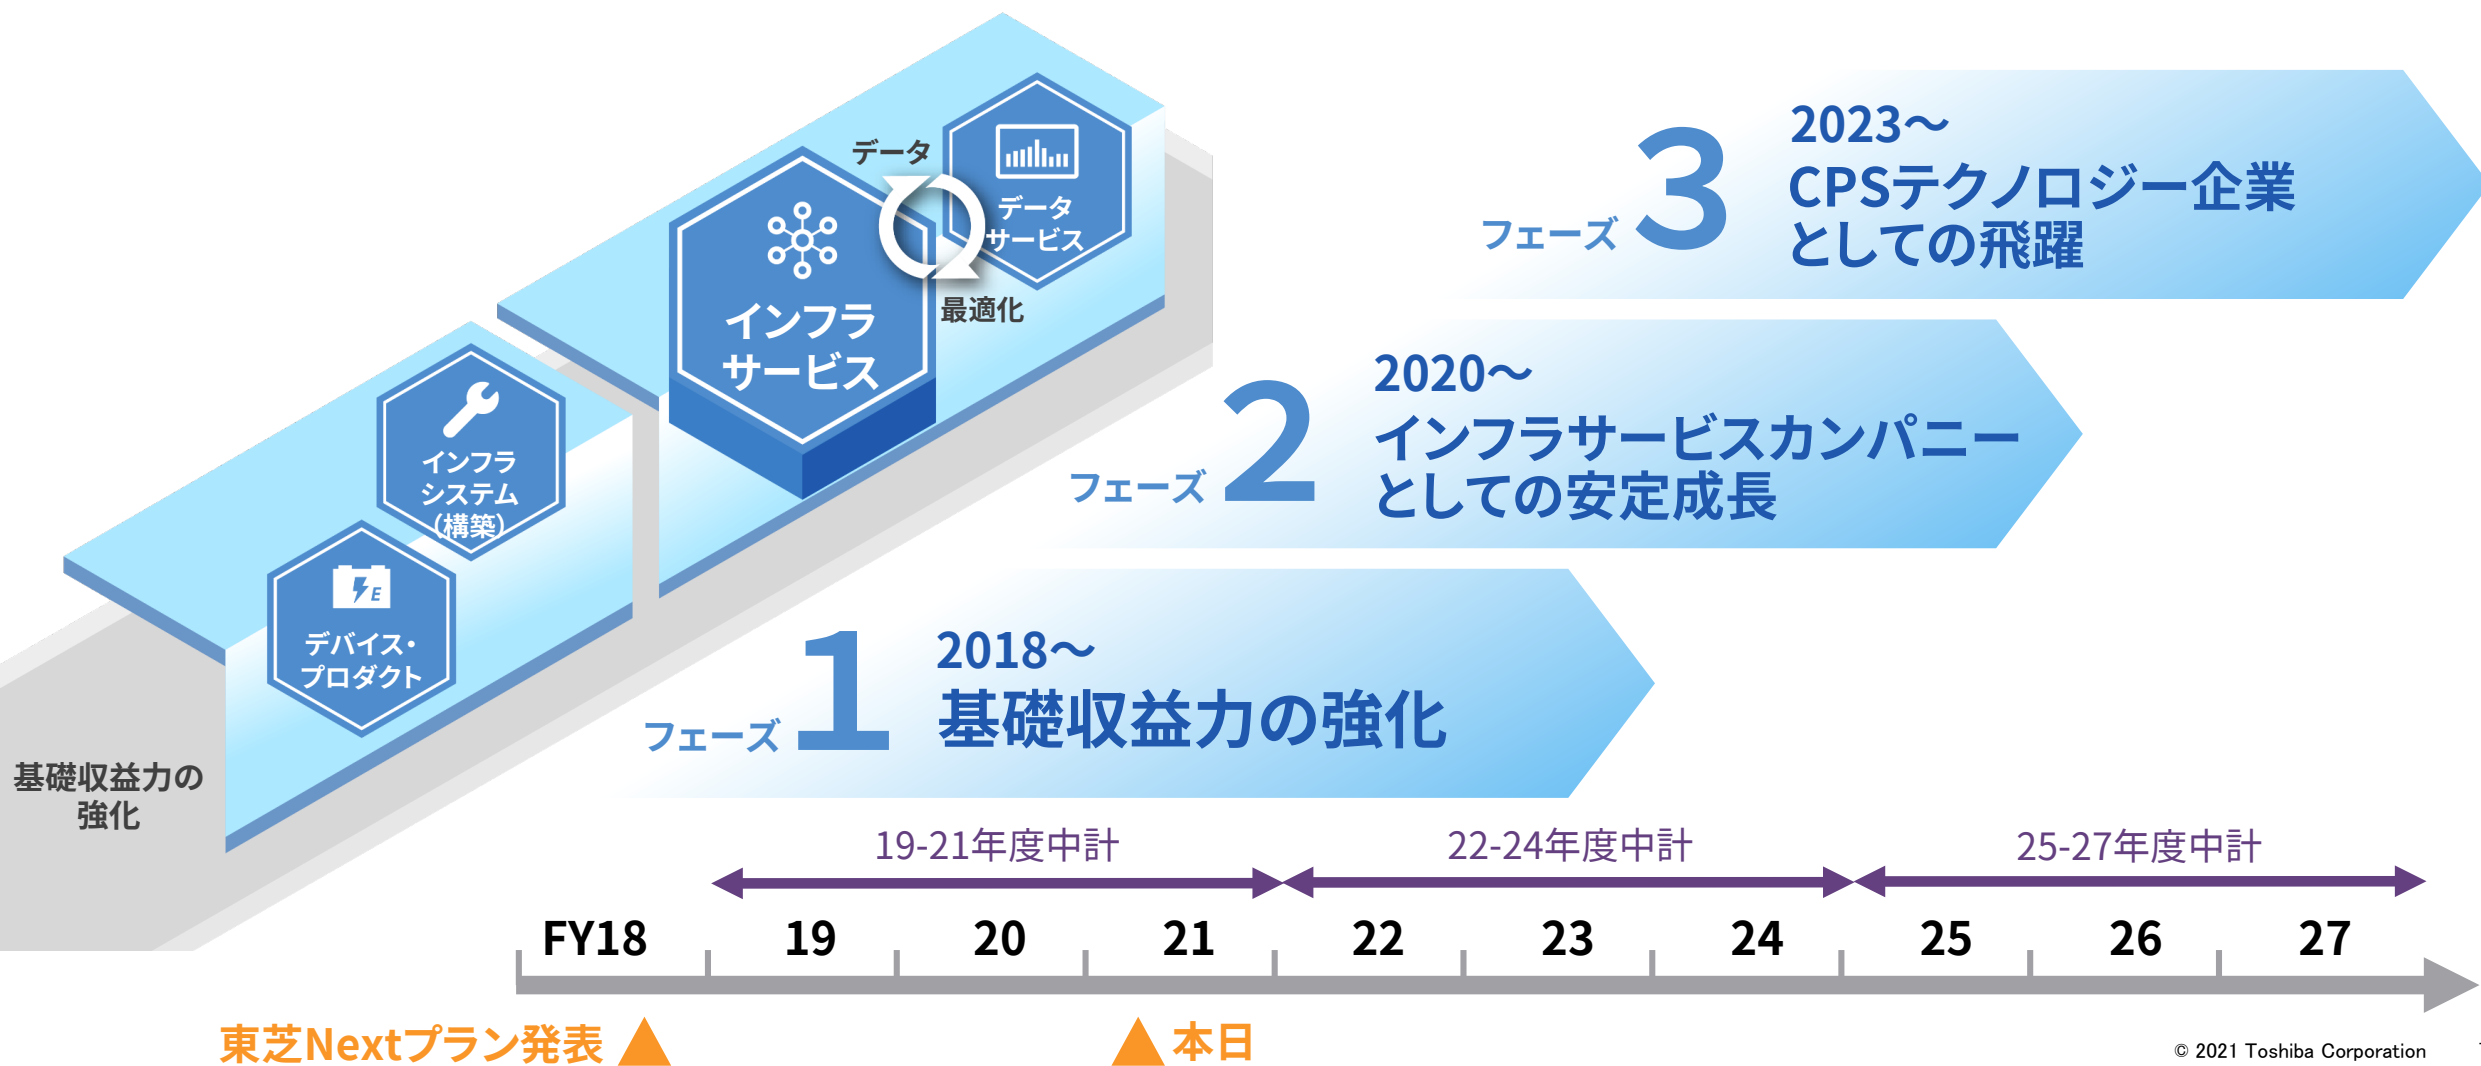 データ
データ
サービス
最適化
インフラ
サービス
インフラ
システム
（構築）
E
デバイス・
プロダクト
基礎収益力の
強化
フェーズ 3
2023～
CPSテクノロジー企業
としての飛躍
フェーズ 2
2020～
インフラサービスカンパニー
としての安定成長
フェーズ 1
2018～
基礎収益力の強化
19-21年度中計 22-24年度中計 25-27年度中計
FY18 19 20 21 22 23 24 25 26 27
東芝Nextプラン発表 ▲ ▲ 本日
© 2021 Toshiba Corporation